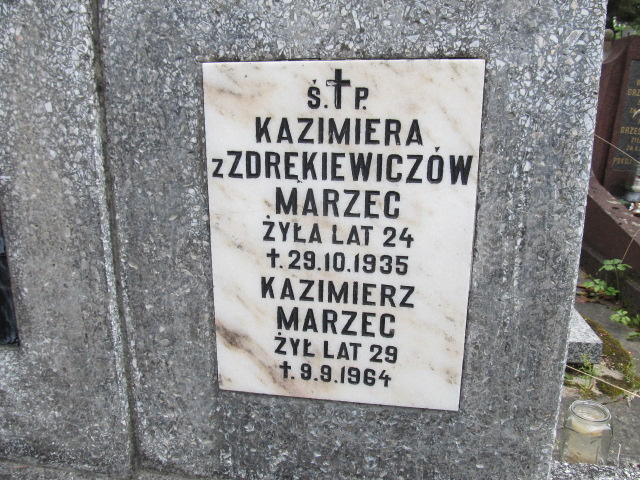 Ś.†P.
KAZIMIERA
z ZDRĘKIEWICZÓW
MARZEC
ŻYŁA LAT 24
† 29.10.1935
KAZIMIERZ
MARZEC
ŻYŁ LAT 29
† 9.9.1964